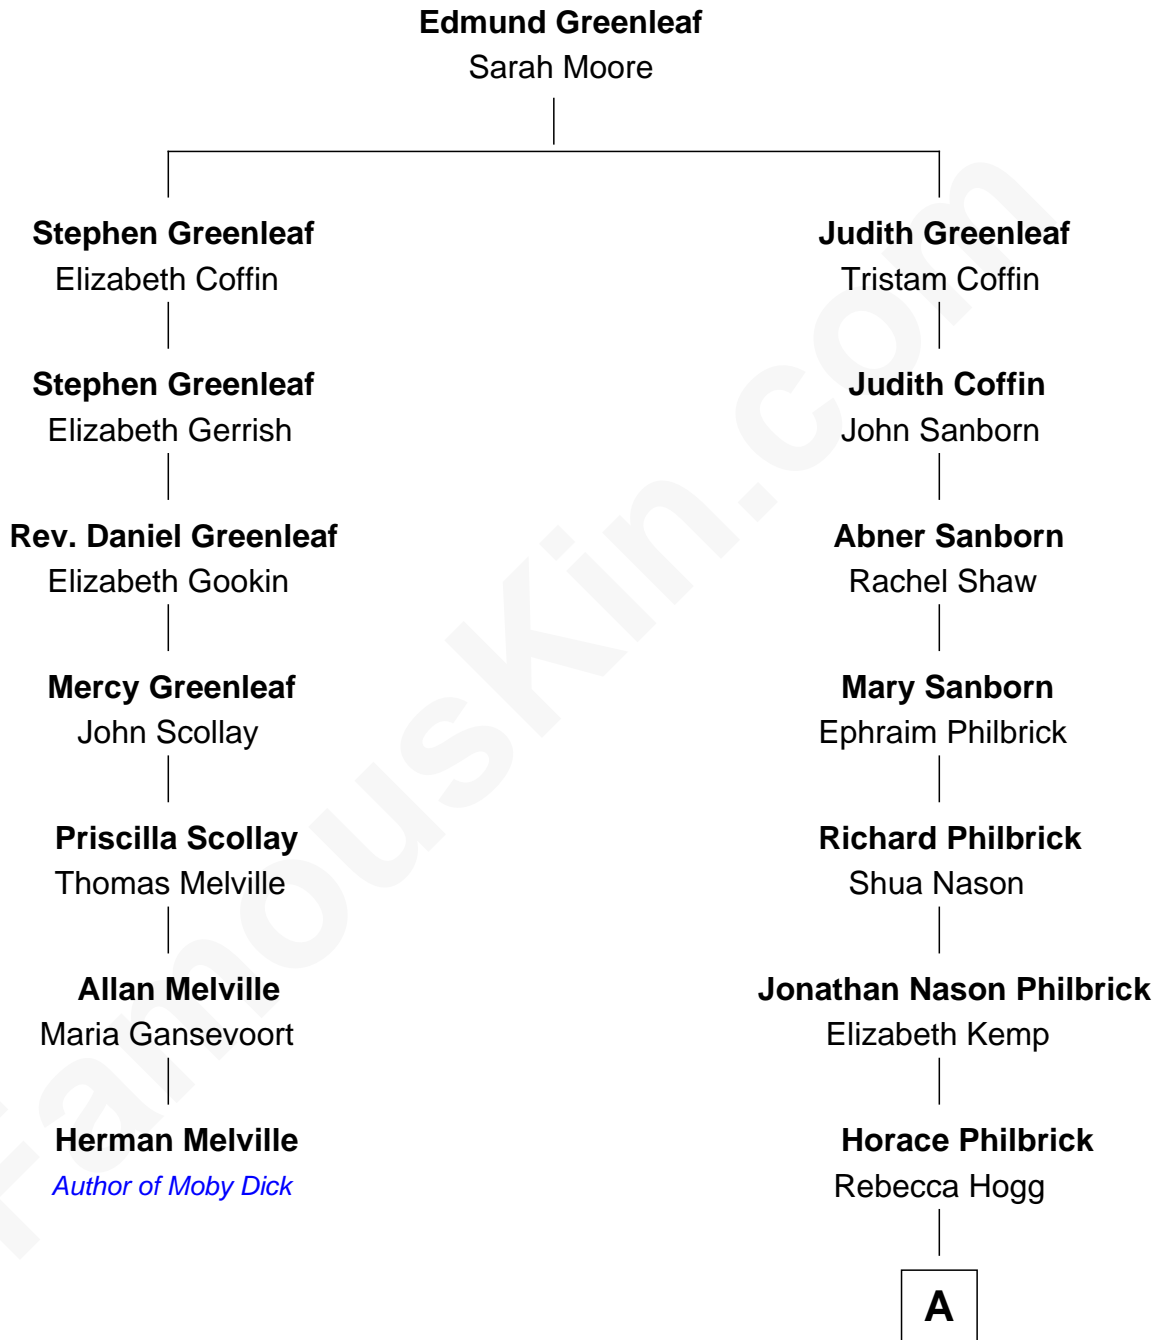 Edmund Greenleaf
Sarah Moore
Stephen Greenleaf
Elizabeth Coffin
Stephen Greenleaf
Elizabeth Gerrish
Rev. Daniel Greenleaf
Elizabeth Gookin
Mercy Greenleaf
John Scollay
Priscilla Scollay
Thomas Melville
Allan Melville
Maria Gansevoort
Herman Melville
Author of Moby Dick
Judith Greenleaf
Tristam Coffin
Judith Coffin
John Sanborn
Abner Sanborn
Rachel Shaw
Mary Sanborn
Ephraim Philbrick
Richard Philbrick
Shua Nason
Jonathan Nason Philbrick
Elizabeth Kemp
Horace Philbrick
Rebecca Hogg
A
FamousKin.com